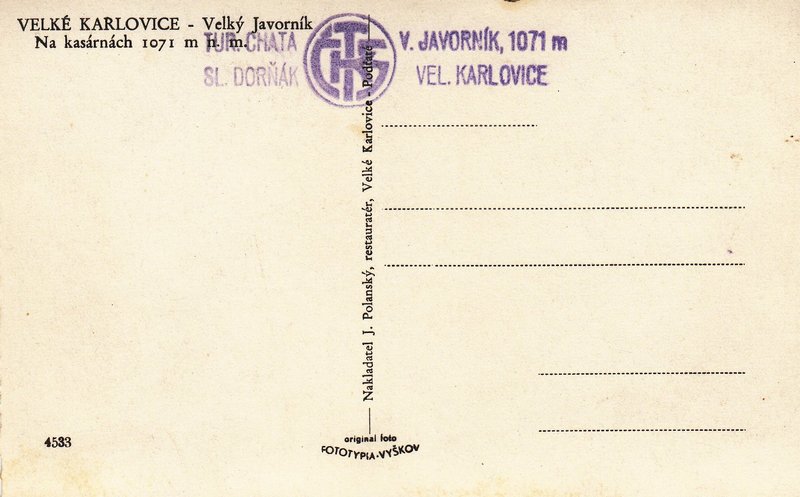 VELKÉ KARLOVICE - Velký Javorník
Na kasárnách 1071 m n. m.
TUR. CHATA
SL. DORŇÁK
KČST
V. JAVORNÍK, 1071 m
VEL. KARLOVICE
Nakladatel J. Polanský, restauratér, Velké Karlovice - Podťaté
4533
original foto
FOTOTYPIA-VYŠKOV